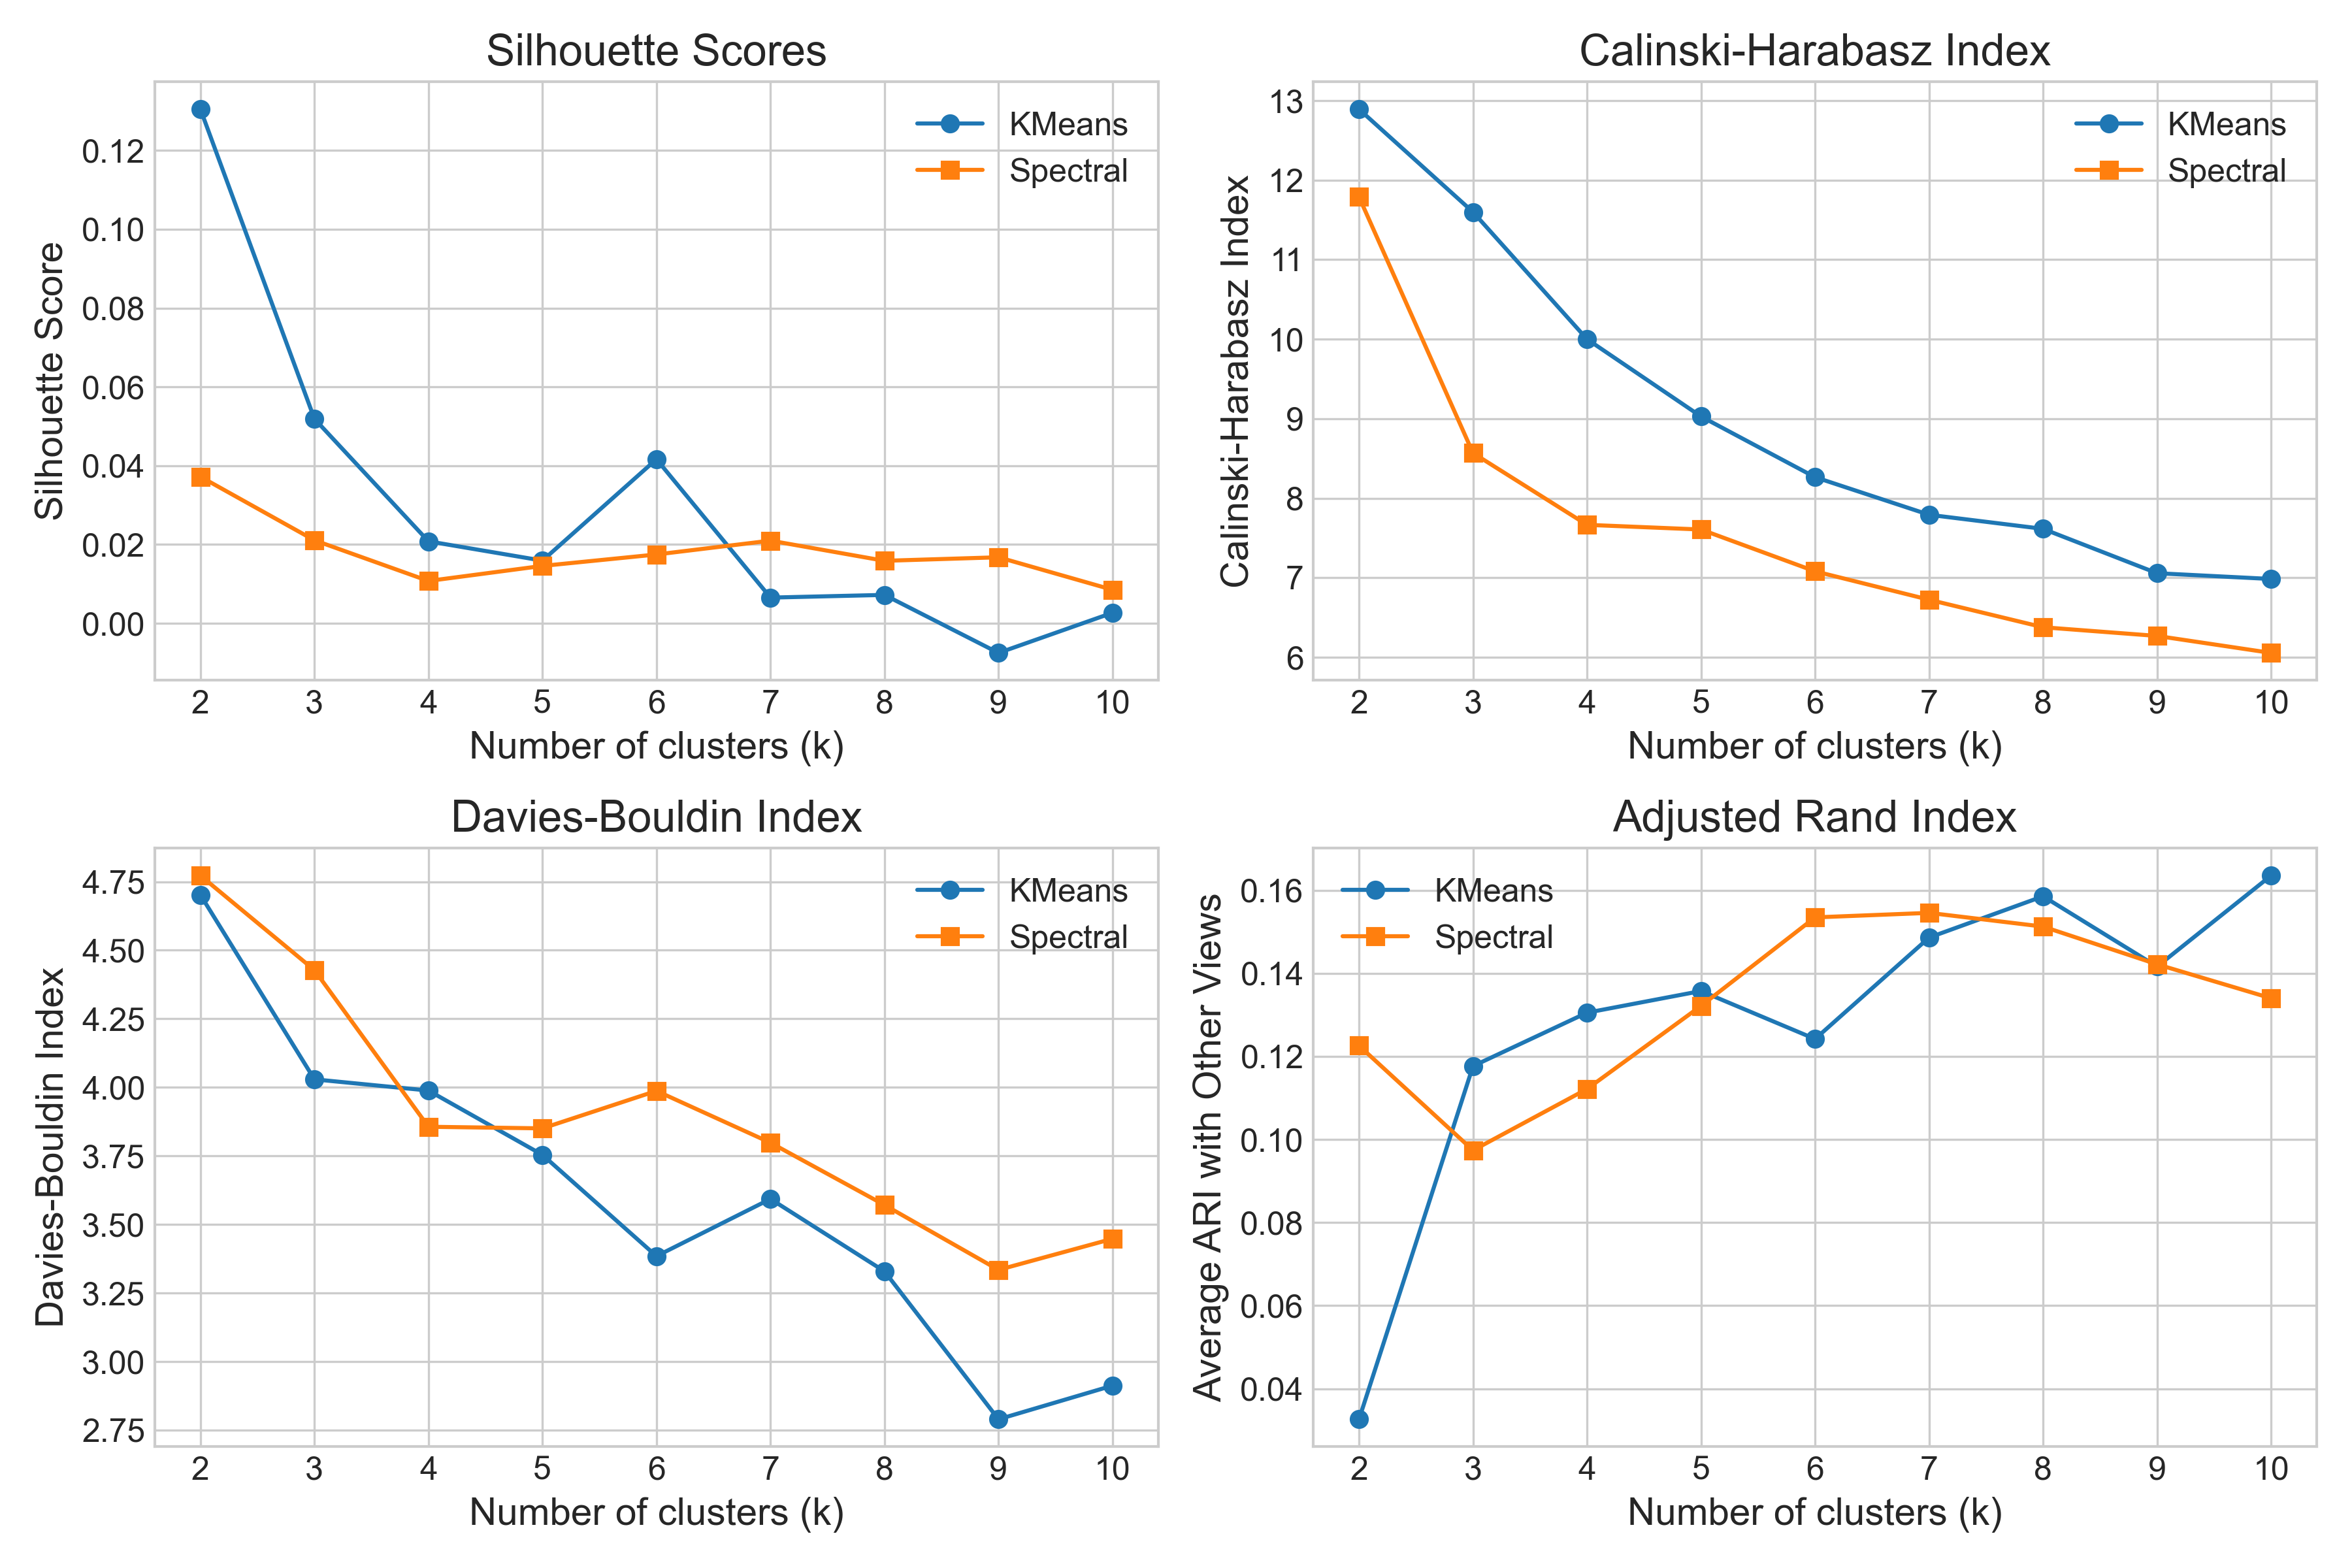 Silhouette Scores
Silhouette Score
0.12
0.10
0.08
0.06
0.04
0.02
0.00
KMeans
Spectral
2 3 4 5 6 7 8 9 10
Number of clusters (k)
Calinski-Harabasz Index
Calinski-Harabasz Index
13
12
11
10
9
8
7
6
KMeans
Spectral
2 3 4 5 6 7 8 9 10
Number of clusters (k)
Davies-Bouldin Index
Davies-Bouldin Index
4.75
4.50
4.25
4.00
3.75
3.50
3.25
3.00
2.75
KMeans
Spectral
2 3 4 5 6 7 8 9 10
Number of clusters (k)
Adjusted Rand Index
Average ARI with Other Views
0.16
0.14
0.12
0.10
0.08
0.06
0.04
KMeans
Spectral
2 3 4 5 6 7 8 9 10
Number of clusters (k)